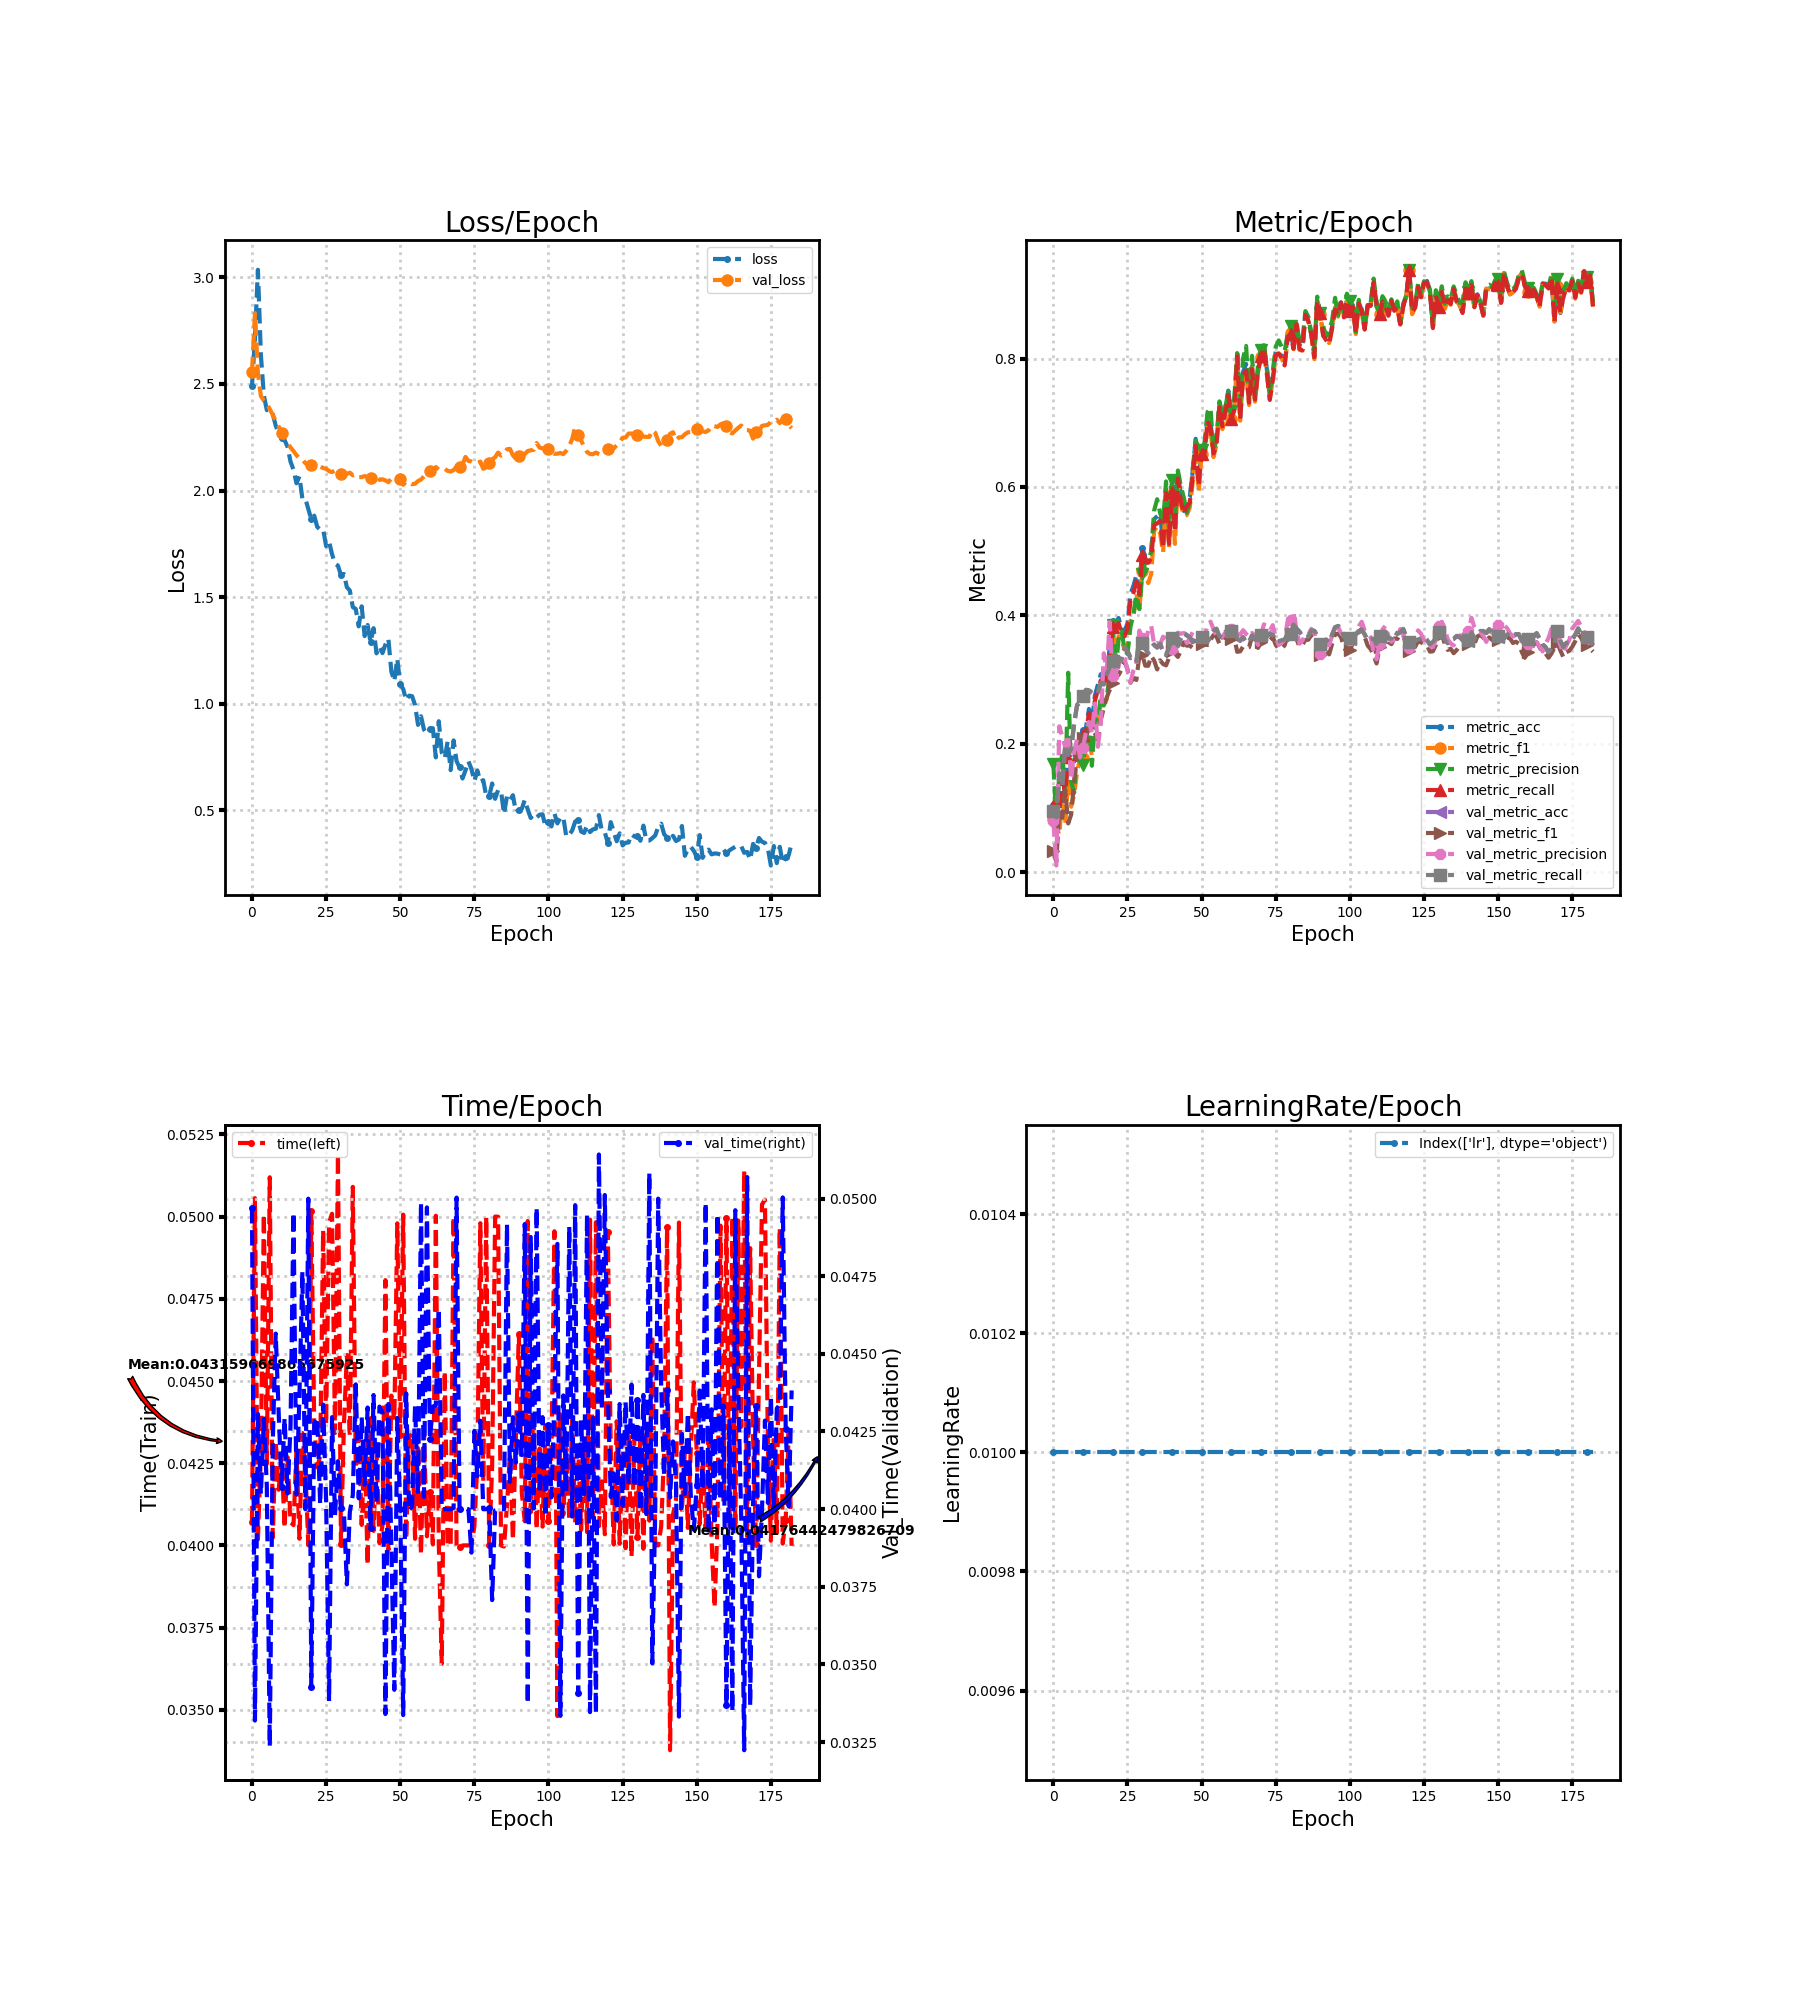 Loss/Epoch
Loss
3.0
2.5
2.0
1.5
1.0
0.5
0 25 50 75 100 125 150 175
Epoch
loss
val_loss
Metric/Epoch
Metric
0.8
0.6
0.4
0.2
0.0
0 25 50 75 100 125 150 175
Epoch
metric_acc
metric_f1
metric_precision
metric_recall
val_metric_acc
val_metric_f1
val_metric_precision
val_metric_recall
Time/Epoch
Time(Train)
0.0525
0.0500
0.0475
0.0450
0.0425
0.0400
0.0375
0.0350
time(left)
val_time(right)
0.0500
0.0475
0.0450
0.0425
0.0400
0.0375
0.0350
0.0325
Val_Time(Validation)
Mean:0.04176442479826709
0 25 50 75 100 125 150 175
Epoch
LearningRate/Epoch
LearningRate
0.0104
0.0102
0.0100
0.0098
0.0096
Index(['lr'], dtype='object')
0 25 50 75 100 125 150 175
Epoch